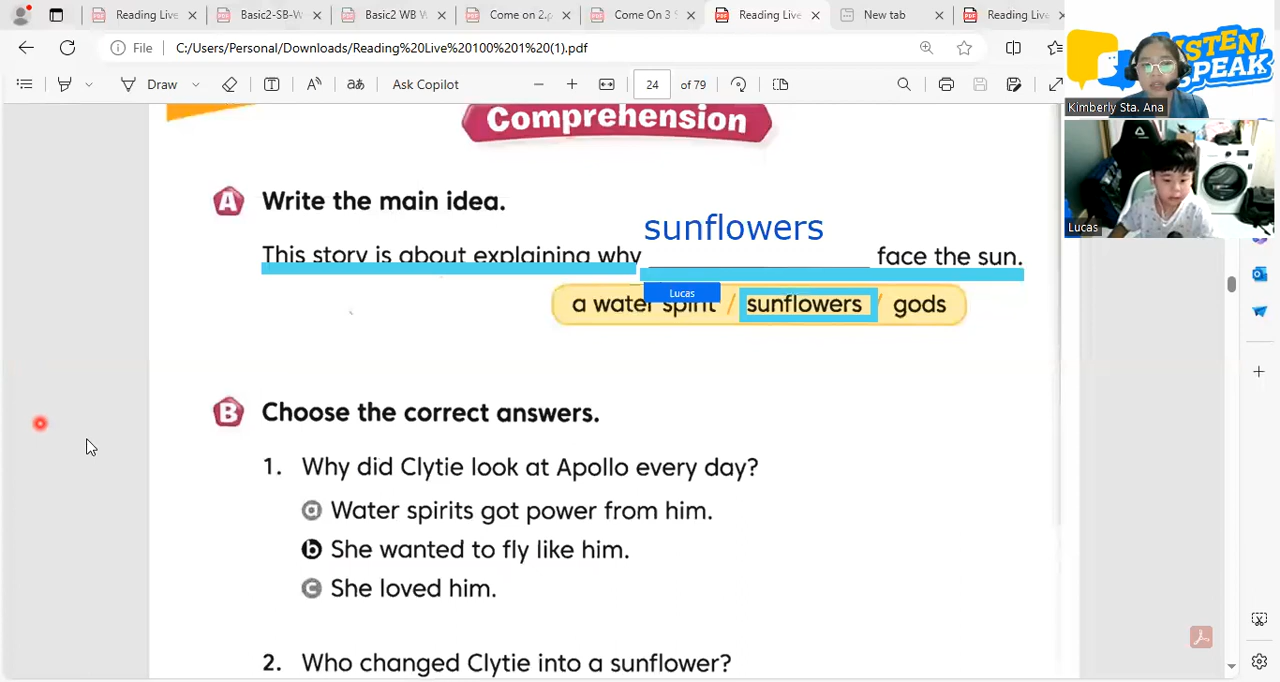 Reading Live
Basic2-SB-W
Basic2 WB W
Come on 2.p
Come On 3 S
Reading Live
New tab
Reading Live
File
C:/Users/Personal/Downloads/Reading%20Live%20100%201%20(1).pdf
Draw
Ask Copilot
24
of 79
LISTEN
SPEAK
Kimberly Sta. Ana
Lucas
Comprehension
A Write the main idea.
sunflowers
This story is about explaining why ____________ face the sun.
Lucas
a water spirit / sunflowers / gods
B Choose the correct answers.
1. Why did Clytie look at Apollo every day?
a Water spirits got power from him.
b She wanted to fly like him.
c She loved him.
2. Who changed Clytie into a sunflower?